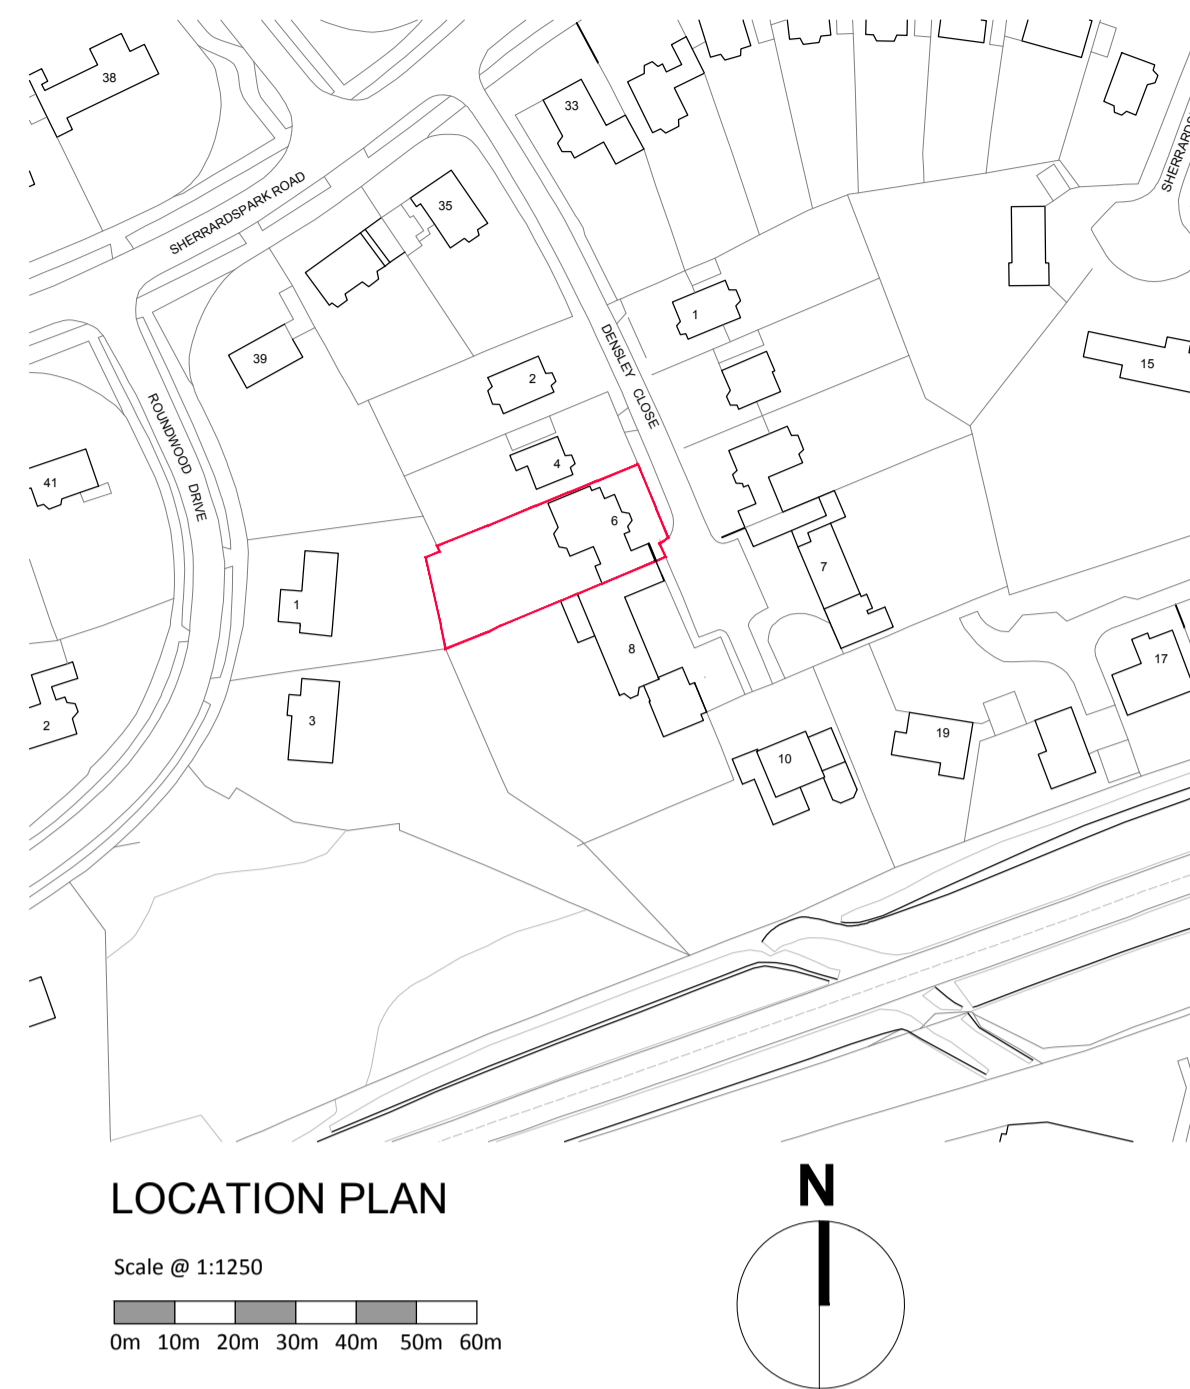 38
33
SHERRARDSPARK ROAD
35
SHERRARDS
1
39
DENSLEY CLOSE
2
15
ROUNDWOOD DRIVE
41
4
6
7
1
8
17
3
2
19
10
LOCATION PLAN
N
Scale @ 1:1250
0m 10m 20m 30m 40m 50m 60m